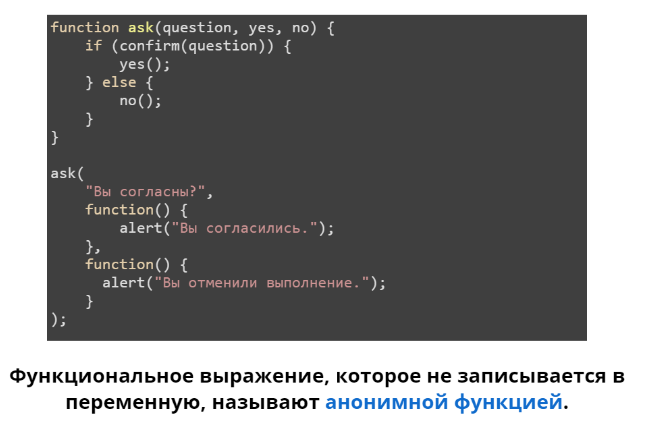 function ask(question, yes, no) {
    if (confirm(question)) {
        yes();
    } else {
        no();
    }
}

ask(
    "Вы согласны?",
    function() {
        alert("Вы согласились.");
    },
    function() {
      alert("Вы отменили выполнение.");
    }
);
Функциональное выражение, которое не записывается в
переменную, называют анонимной функцией.